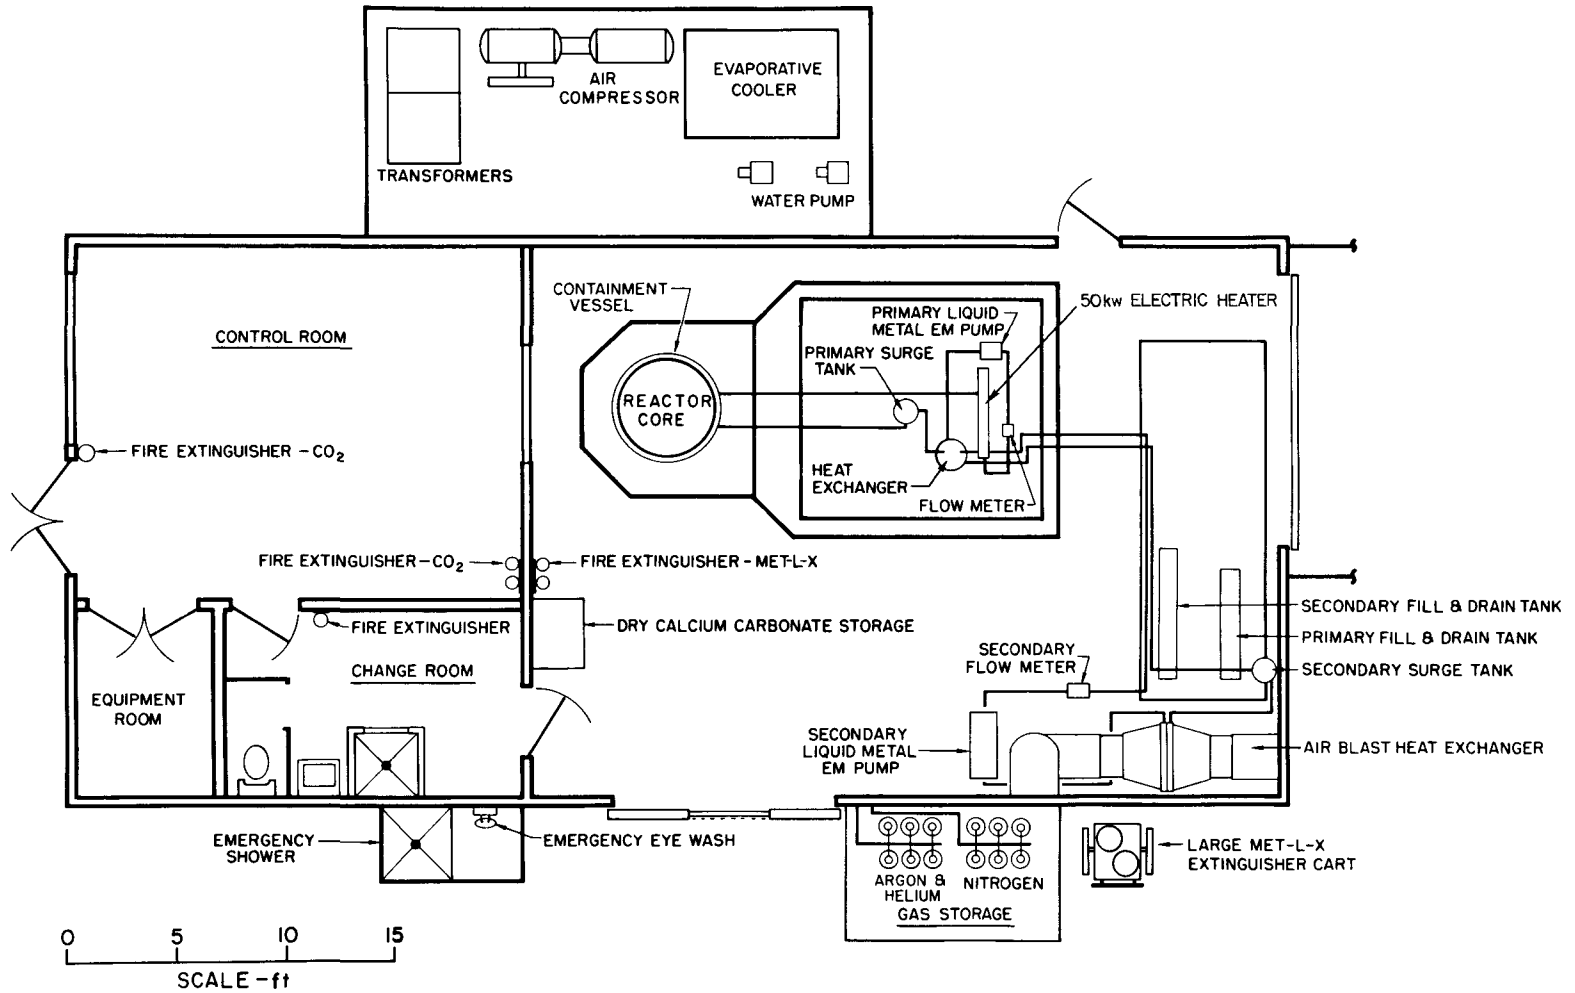 EVAPORATIVE
COOLER
AIR
COMPRESSOR
TRANSFORMERS
WATER PUMP
CONTAINMENT
VESSEL
50kw ELECTRIC HEATER
PRIMARY LIQUID
METAL EM PUMP
CONTROL ROOM
PRIMARY SURGE
TANK
REACTOR
CORE
FIRE EXTINGUISHER - CO2
HEAT
EXCHANGER
FLOW METER
FIRE EXTINGUISHER-CO2
FIRE EXTINGUISHER - MET-L-X
SECONDARY FILL & DRAIN TANK
FIRE EXTINGUISHER
DRY CALCIUM CARBONATE STORAGE
PRIMARY FILL & DRAIN TANK
SECONDARY
FLOW METER
SECONDARY SURGE TANK
CHANGE ROOM
EQUIPMENT
ROOM
SECONDARY
LIQUID METAL
EM PUMP
AIR BLAST HEAT EXCHANGER
EMERGENCY
SHOWER
EMERGENCY EYE WASH
LARGE MET-L-X
EXTINGUISHER CART
ARGON &
HELIUM
NITROGEN
GAS STORAGE
0 5 10 15
SCALE - ft